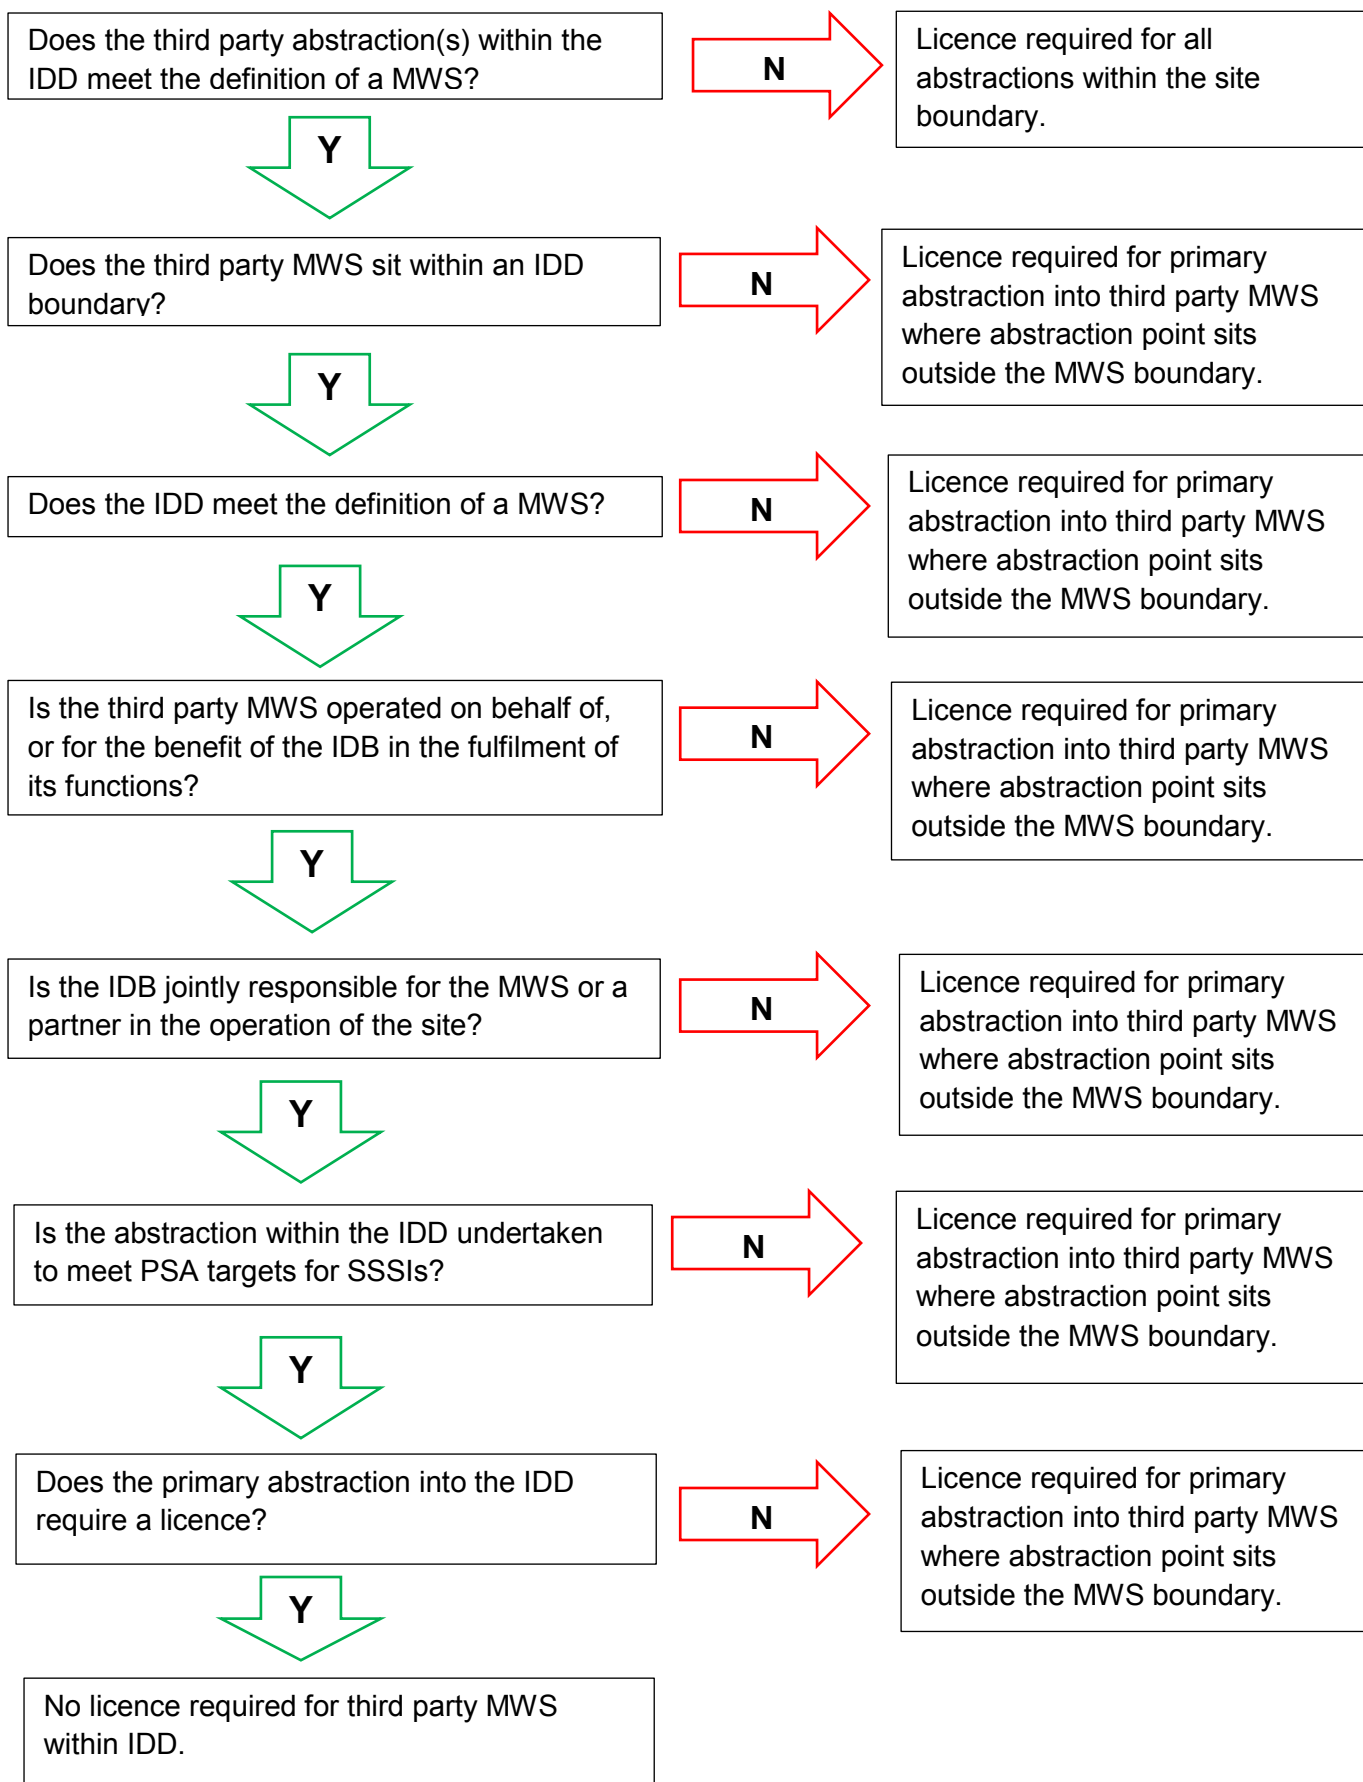 Does the third party abstraction(s) within the
IDD meet the definition of a MWS?
N
Licence required for all
abstractions within the site
boundary.
Y
Does the third party MWS sit within an IDD
boundary?
N
Licence required for primary
abstraction into third party MWS
where abstraction point sits
outside the MWS boundary.
Y
Does the IDD meet the definition of a MWS?
N
Licence required for primary
abstraction into third party MWS
where abstraction point sits
outside the MWS boundary.
Y
Is the third party MWS operated on behalf of,
or for the benefit of the IDB in the fulfilment of
its functions?
N
Licence required for primary
abstraction into third party MWS
where abstraction point sits
outside the MWS boundary.
Y
Is the IDB jointly responsible for the MWS or a
partner in the operation of the site?
N
Licence required for primary
abstraction into third party MWS
where abstraction point sits
outside the MWS boundary.
Y
Is the abstraction within the IDD undertaken
to meet PSA targets for SSSIs?
N
Licence required for primary
abstraction into third party MWS
where abstraction point sits
outside the MWS boundary.
Y
Does the primary abstraction into the IDD
require a licence?
N
Licence required for primary
abstraction into third party MWS
where abstraction point sits
outside the MWS boundary.
Y
No licence required for third party MWS
within IDD.